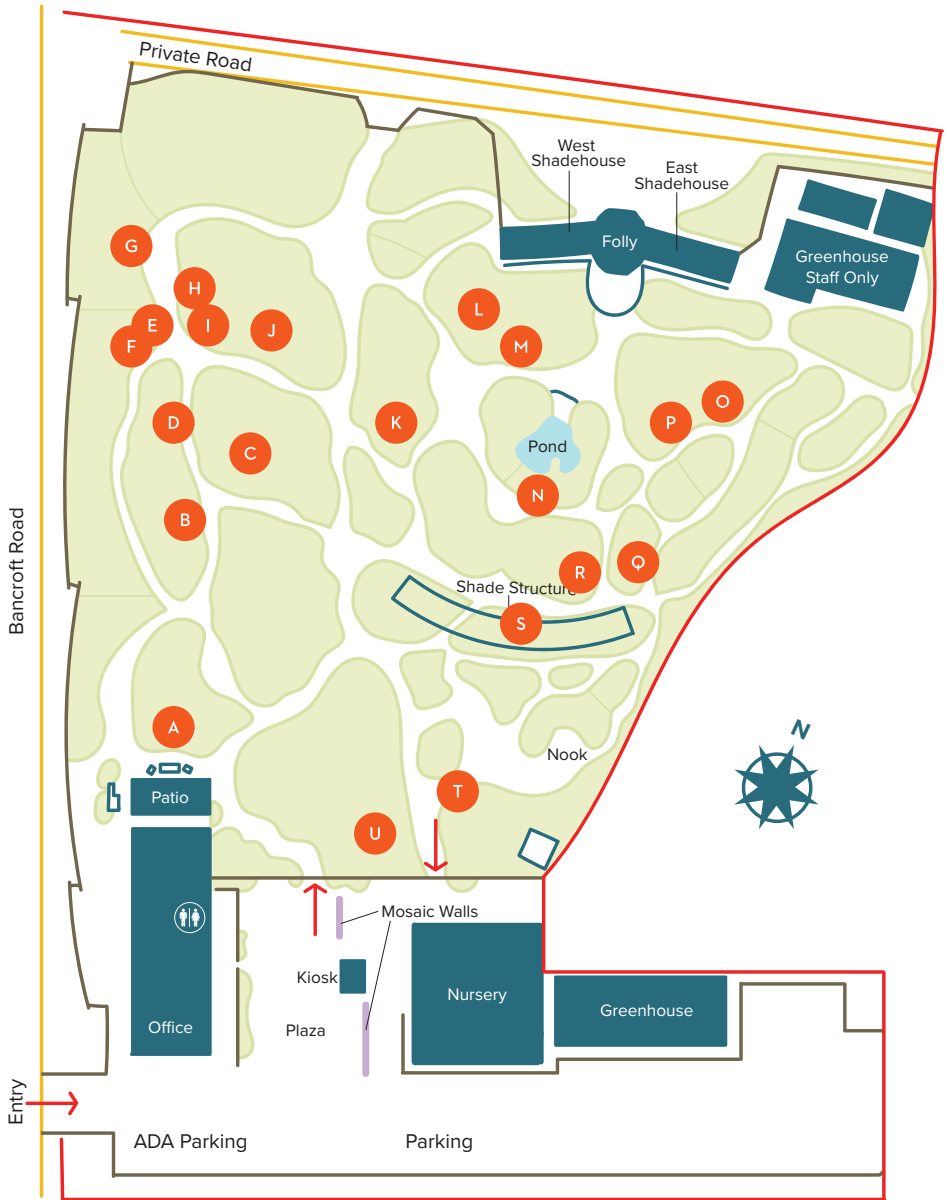 Private Road
West
Shadehouse
East
Shadehouse
Folly
Greenhouse
Staff Only
G
H
E
I
F
J
L
M
D
C
K
P
O
Pond
N
B
R
Q
Shade Structure
S
Bancroft Road
A
N
Nook
Patio
T
U
Mosaic Walls
Kiosk
Nursery
Greenhouse
Office
Plaza
Entry
ADA Parking
Parking